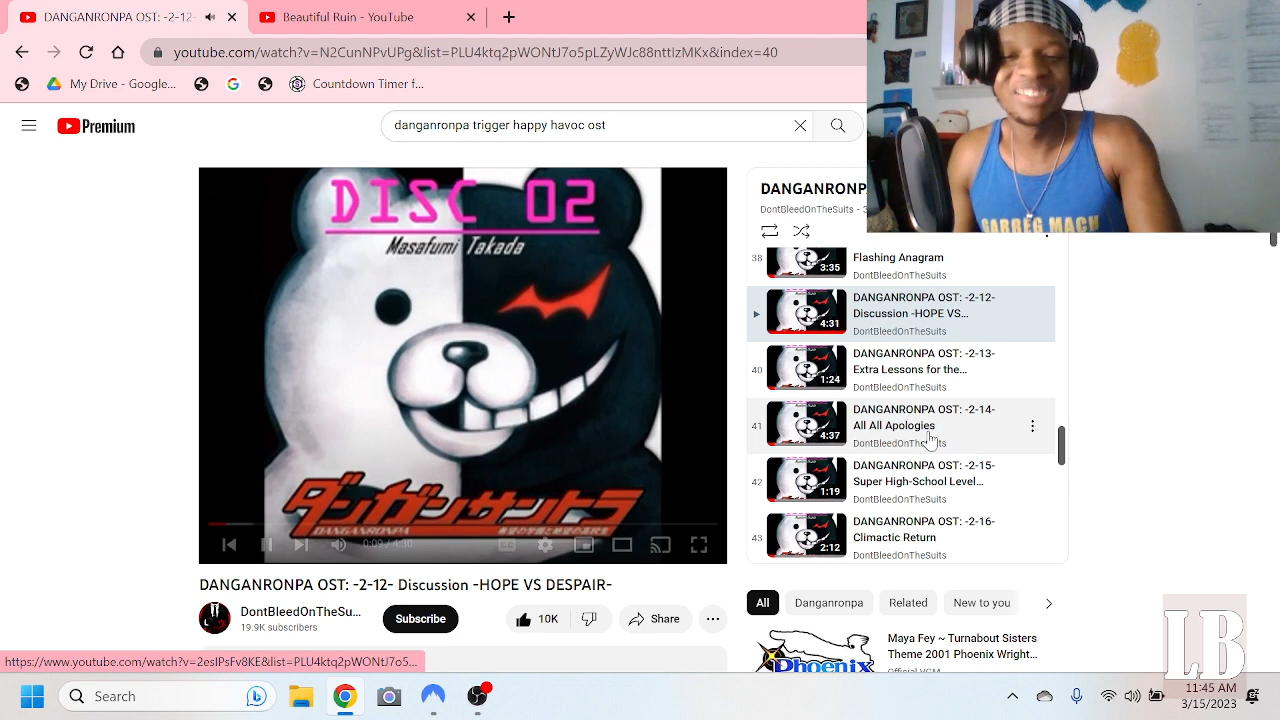 DANGANRONPA OST: -2-12-
Beautiful Ruin - YouTube
youtube.com/watch?v=N2CunNPvUPg&list=PLU4ktq2pWONtJ7o5pLZyWJc88nttIzMKx&index=40
My Drive - Google...
Countdown Timer f...
Premium
danganronpa trigger happy havoc ost
DISC 02
Masafumi Takada
ダンガンサントラ
DANGANRONPA
0:09 / 4:30
DANGANRONPA OST: -2-12- Discussion -HOPE VS DESPAIR-
DontBleedOnTheSu...
19.9K subscribers
Subscribe
10K
Share
DANGANRONP
DontBleedOnTheSuits - 3
38
3:35
Flashing Anagram
DontBleedOnTheSuits
4:31
DANGANRONPA OST: -2-12-
Discussion -HOPE VS...
DontBleedOnTheSuits
40
1:24
DANGANRONPA OST: -2-13-
Extra Lessons for the...
DontBleedOnTheSuits
41
4:37
DANGANRONPA OST: -2-14-
All All Apologies
DontBleedOnTheSuits
42
1:19
DANGANRONPA OST: -2-15-
Super High-School Level...
DontBleedOnTheSuits
43
2:12
DANGANRONPA OST: -2-16-
Climactic Return
DontBleedOnTheSuits
All
Danganronpa
Related
New to you
Phoenix
Maya Fey ~ Turnabout Sisters
Theme 2001 Phoenix Wright...
Official VGM
GARREG MACH
https://www.youtube.com/watch?v=2asIPSFVKE8&list=PLU4ktq2pWONtJ7o5...
Search
LB
11:45 AM
3/15/2023